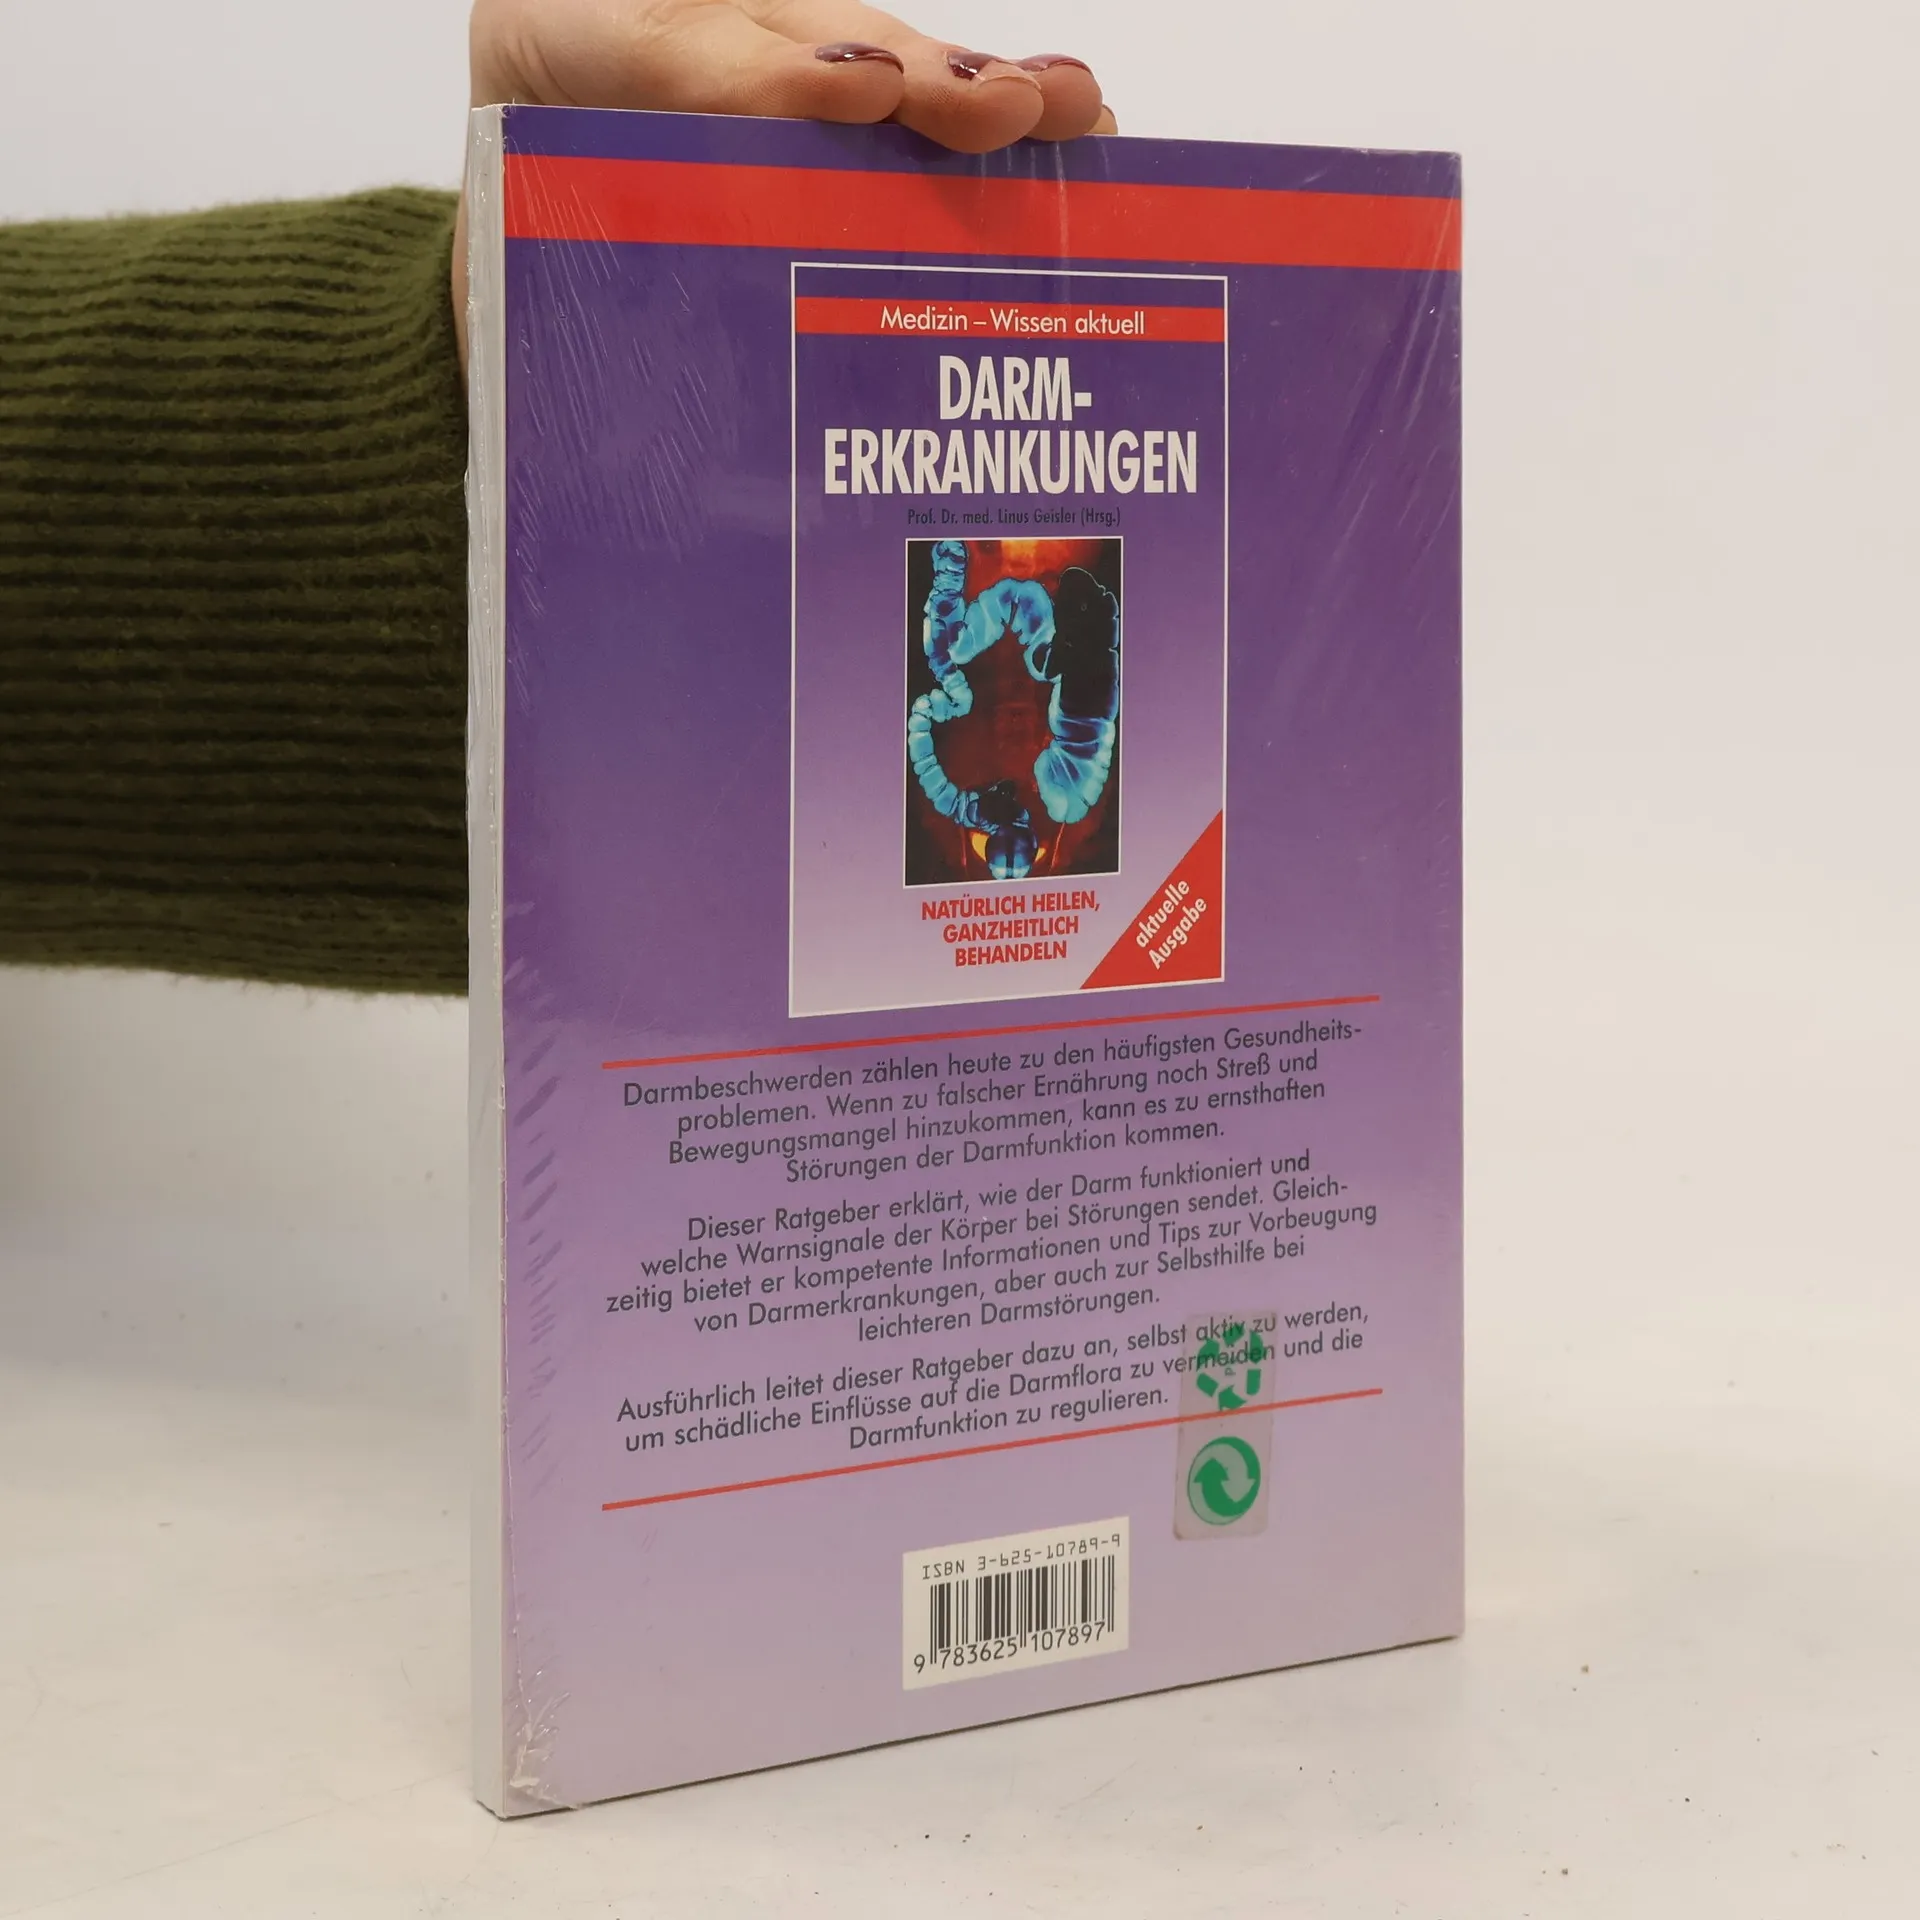 Medizin – Wissen aktuell
DARM-
ERKRANKUNGEN
Prof. Dr. med. Linus Geisler (Hrsg.)
NATÜRLICH HEILEN,
GANZHEITLICH
BEHANDELN
aktuelle
Ausgabe
Darmbeschwerden zählen heute zu den häufigsten Gesundheits-
problemen. Wenn zu falscher Ernährung noch Streß und
Bewegungsmangel hinzukommen, kann es zu ernsthaften
Störungen der Darmfunktion kommen.
Dieser Ratgeber erklärt, wie der Darm funktioniert und
welche Warnsignale der Körper bei Störungen sendet. Gleich-
zeitig bietet er kompetente Informationen und Tips zur Vorbeugung
von Darmerkrankungen, aber auch zur Selbsthilfe bei
leichteren Darmstörungen.
Ausführlich leitet dieser Ratgeber dazu an, selbst aktiv zu werden,
um schädliche Einflüsse auf die Darmflora zu vermeiden und die
Darmfunktion zu regulieren.
ISBN 3-625-10789-9
9 783625 107897